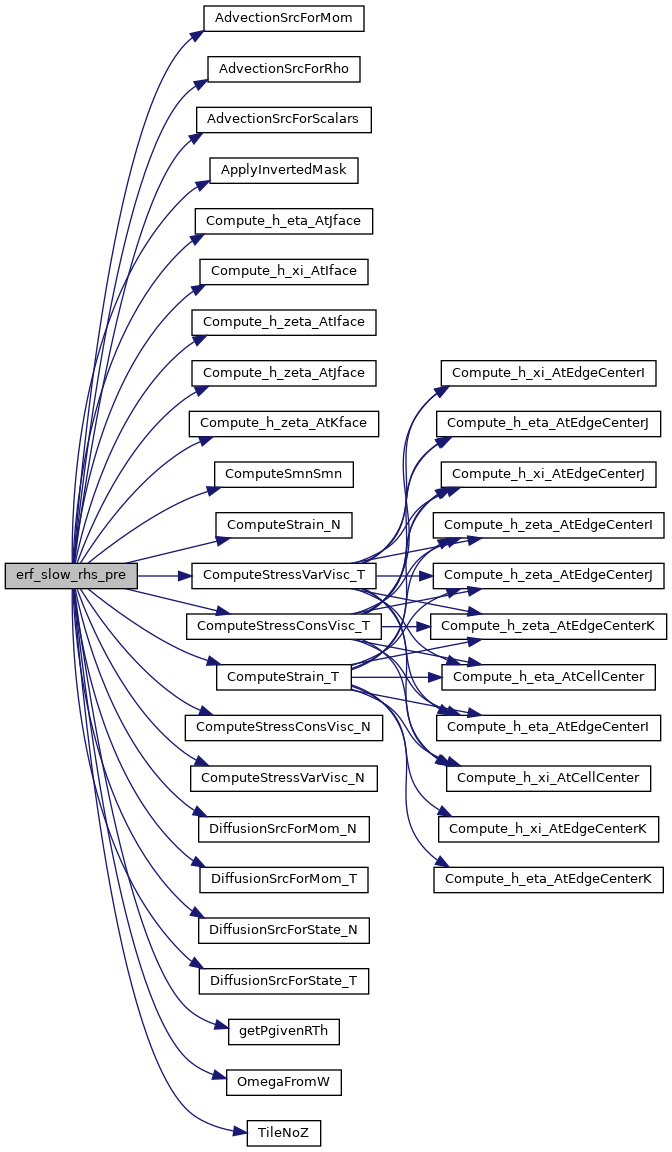 erf_slow_rhs_pre
AdvectionSrcForMom
AdvectionSrcForRho
AdvectionSrcForScalars
ApplyInvertedMask
Compute_h_eta_AtJface
Compute_h_xi_AtIface
Compute_h_zeta_AtIface
Compute_h_zeta_AtJface
Compute_h_zeta_AtKface
ComputeSmnSmn
ComputeStrain_N
ComputeStressVarVisc_T
ComputeStressConsVisc_T
ComputeStrain_T
ComputeStressConsVisc_N
ComputeStressVarVisc_N
DiffusionSrcForMom_N
DiffusionSrcForMom_T
DiffusionSrcForState_N
DiffusionSrcForState_T
getPgivenRTh
OmegaFromW
TileNoZ
Compute_h_xi_AtEdgeCenterI
Compute_h_eta_AtEdgeCenterJ
Compute_h_xi_AtEdgeCenterJ
Compute_h_zeta_AtEdgeCenterI
Compute_h_zeta_AtEdgeCenterJ
Compute_h_zeta_AtEdgeCenterK
Compute_h_eta_AtCellCenter
Compute_h_eta_AtEdgeCenterI
Compute_h_xi_AtCellCenter
Compute_h_xi_AtEdgeCenterK
Compute_h_eta_AtEdgeCenterK